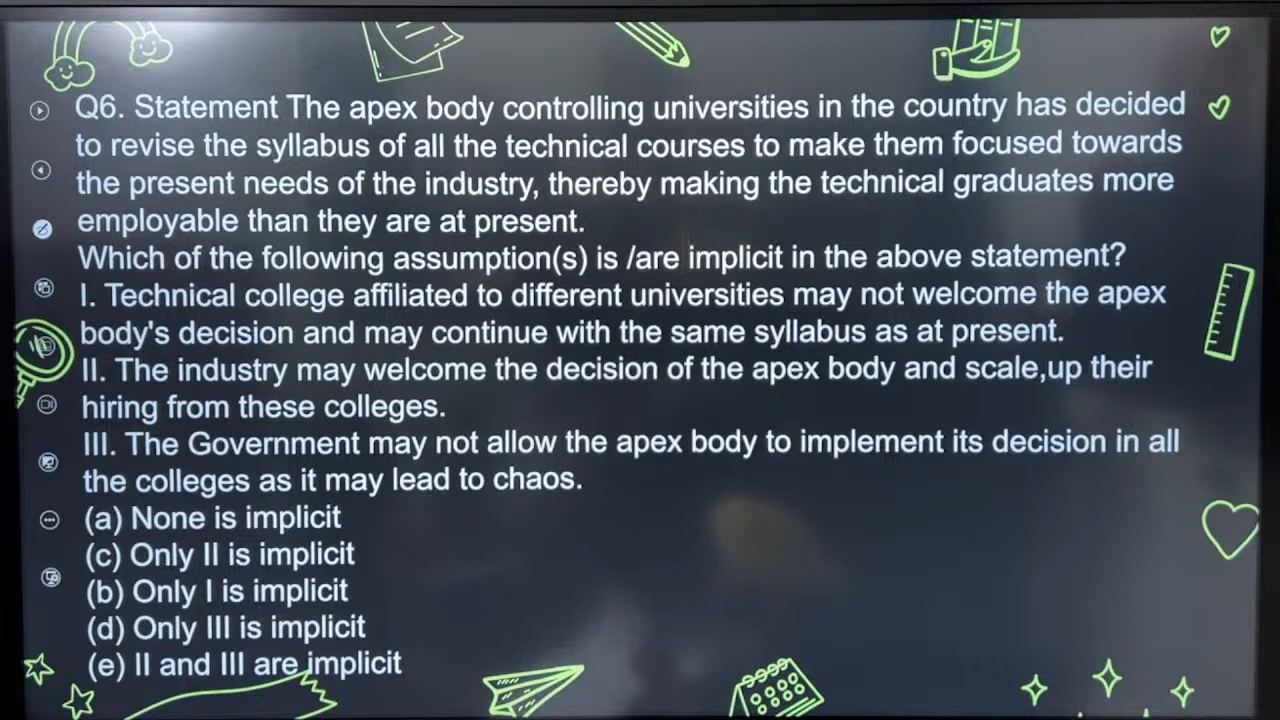 Q6. Statement The apex body controlling universities in the country has decided
to revise the syllabus of all the technical courses to make them focused towards
the present needs of the industry, thereby making the technical graduates more
employable than they are at present.
Which of the following assumption(s) is /are implicit in the above statement?
I. Technical college affiliated to different universities may not welcome the apex
body's decision and may continue with the same syllabus as at present.
II. The industry may welcome the decision of the apex body and scale,up their
hiring from these colleges.
III. The Government may not allow the apex body to implement its decision in all
the colleges as it may lead to chaos.
(a) None is implicit
(c) Only II is implicit
(b) Only I is implicit
(d) Only III is implicit
(e) II and III are implicit